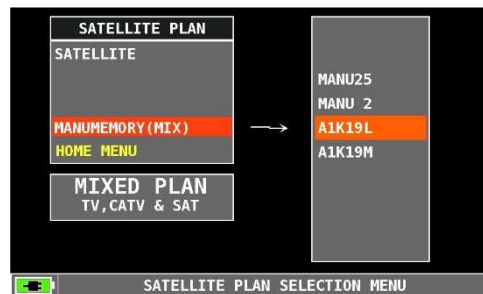 SATELLITE PLAN
SATELLITE
MANUMEMORY(MIX)
HOME MENU
MIXED PLAN
TV,CATV & SAT
MANU25
MANU 2
A1K19L
A1K19M
SATELLITE PLAN SELECTION MENU